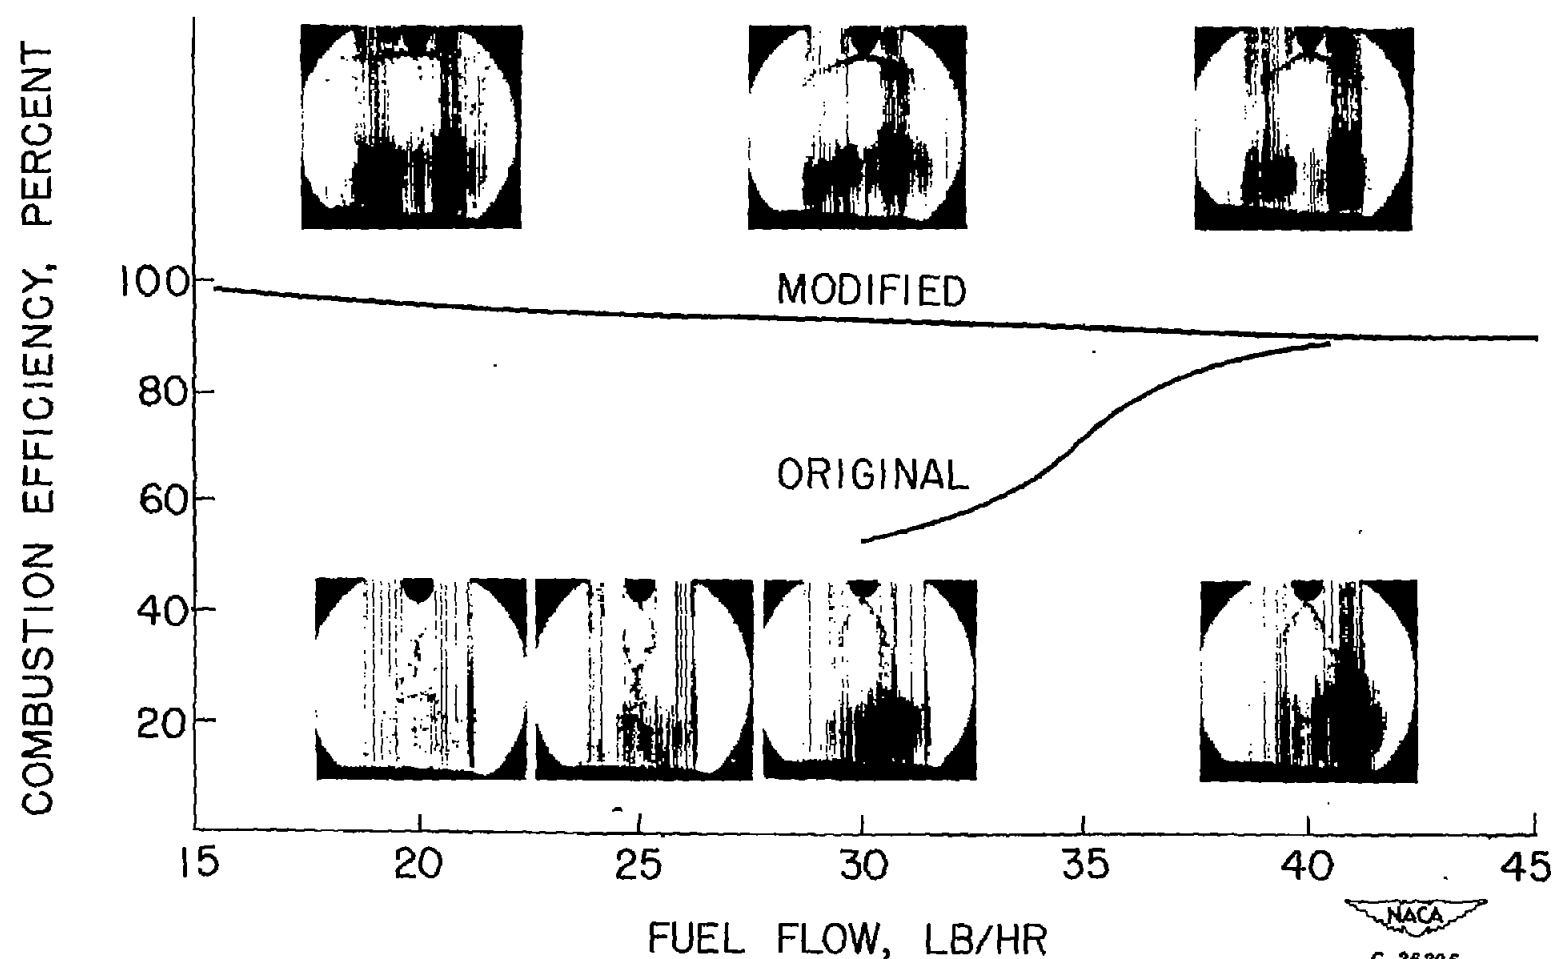 COMBUSTION EFFICIENCY, PERCENT
100
80
60
40
20
MODIFIED
ORIGINAL
15 20 25 30 35 40 45
FUEL FLOW, LB/HR
NACA